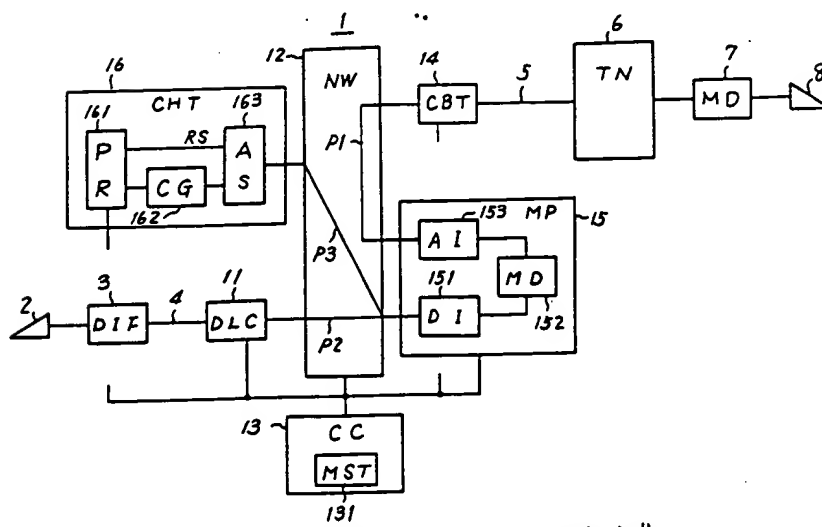 1
6
16
12
14
7
8
CHT
NW
CBT
5
TN
MD
161
163
RS
P1
P
R
A
S
CG
162
153
MP
15
AI
P3
151
MD
2
3
4
11
DI
152
DIF
DLC
P2
13
CC
MST
131